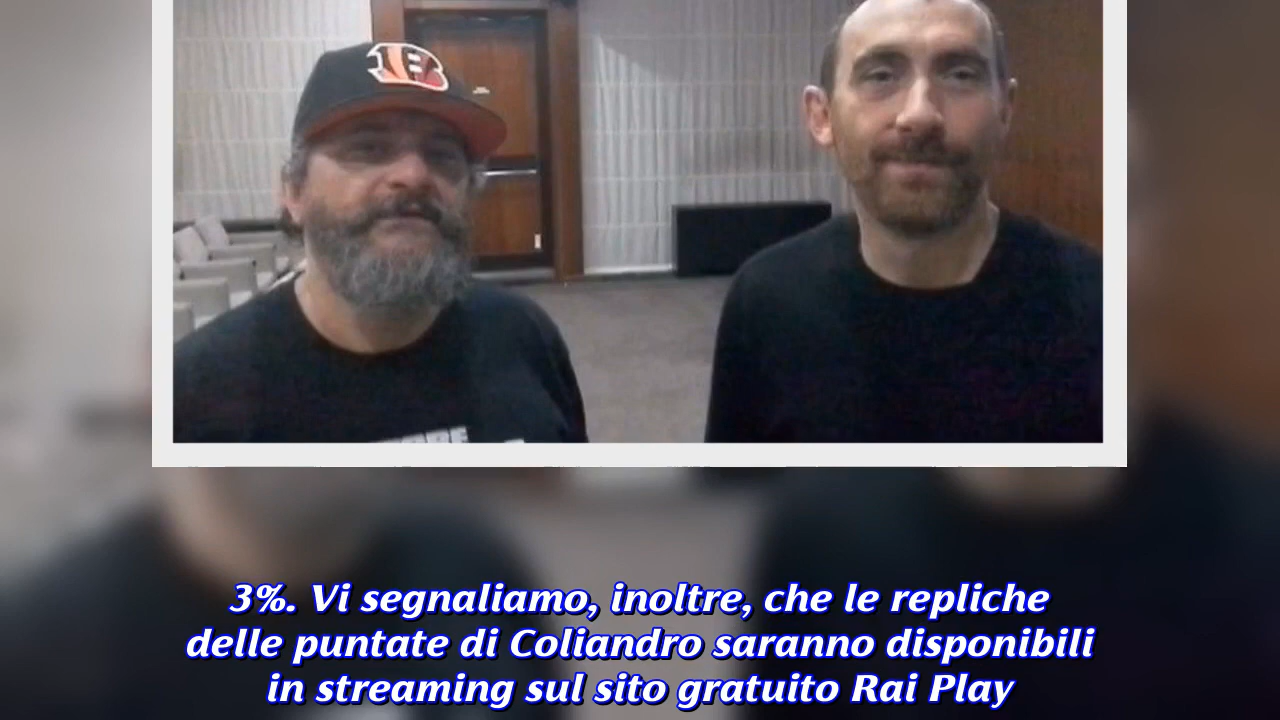 3%. Vi segnaliamo, inoltre, che le repliche
delle puntate di Coliandro saranno disponibili
in streaming sul sito gratuito Rai Play